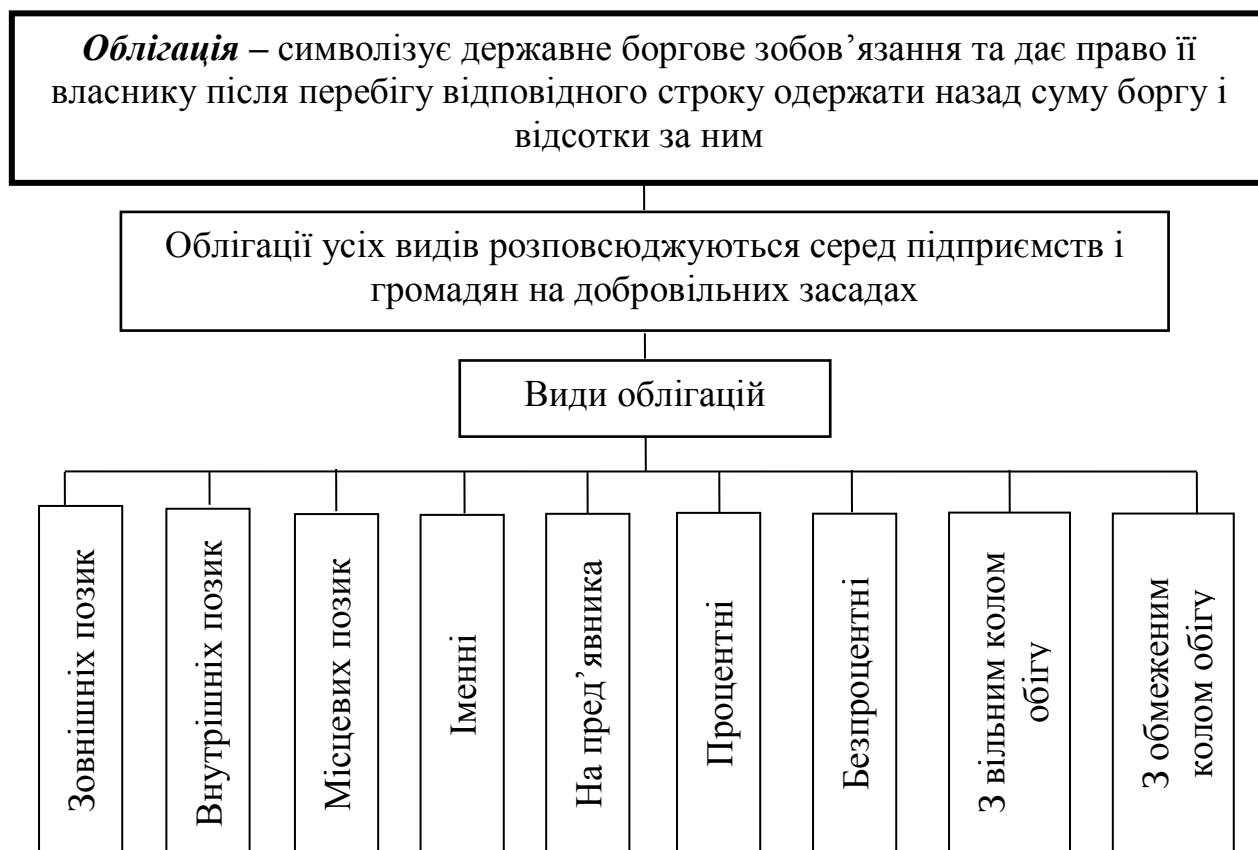 Облігація – символізує державне боргове зобов’язання та дає право її
власнику після перебігу відповідного строку одержати назад суму боргу і
відсотки за ним
Облігації усіх видів розповсюджуються серед підприємств і
громадян на добровільних засадах
Види облігацій
Зовнішніх позик
Внутрішніх позик
Місцевих позик
Іменні
На пред’явника
Процентні
Безпроцентні
З вільним колом
обігу
З обмеженим
колом обігу